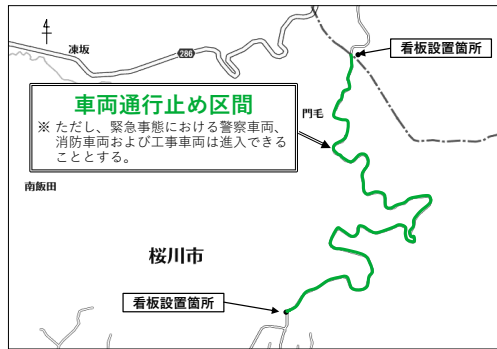 凍坂
286
看板設置箇所
車両通行止め区間
※ ただし、緊急事態における警察車両、
消防車両および工事車両は進入できる
こととする。
門毛
南飯田
桜川市
看板設置箇所